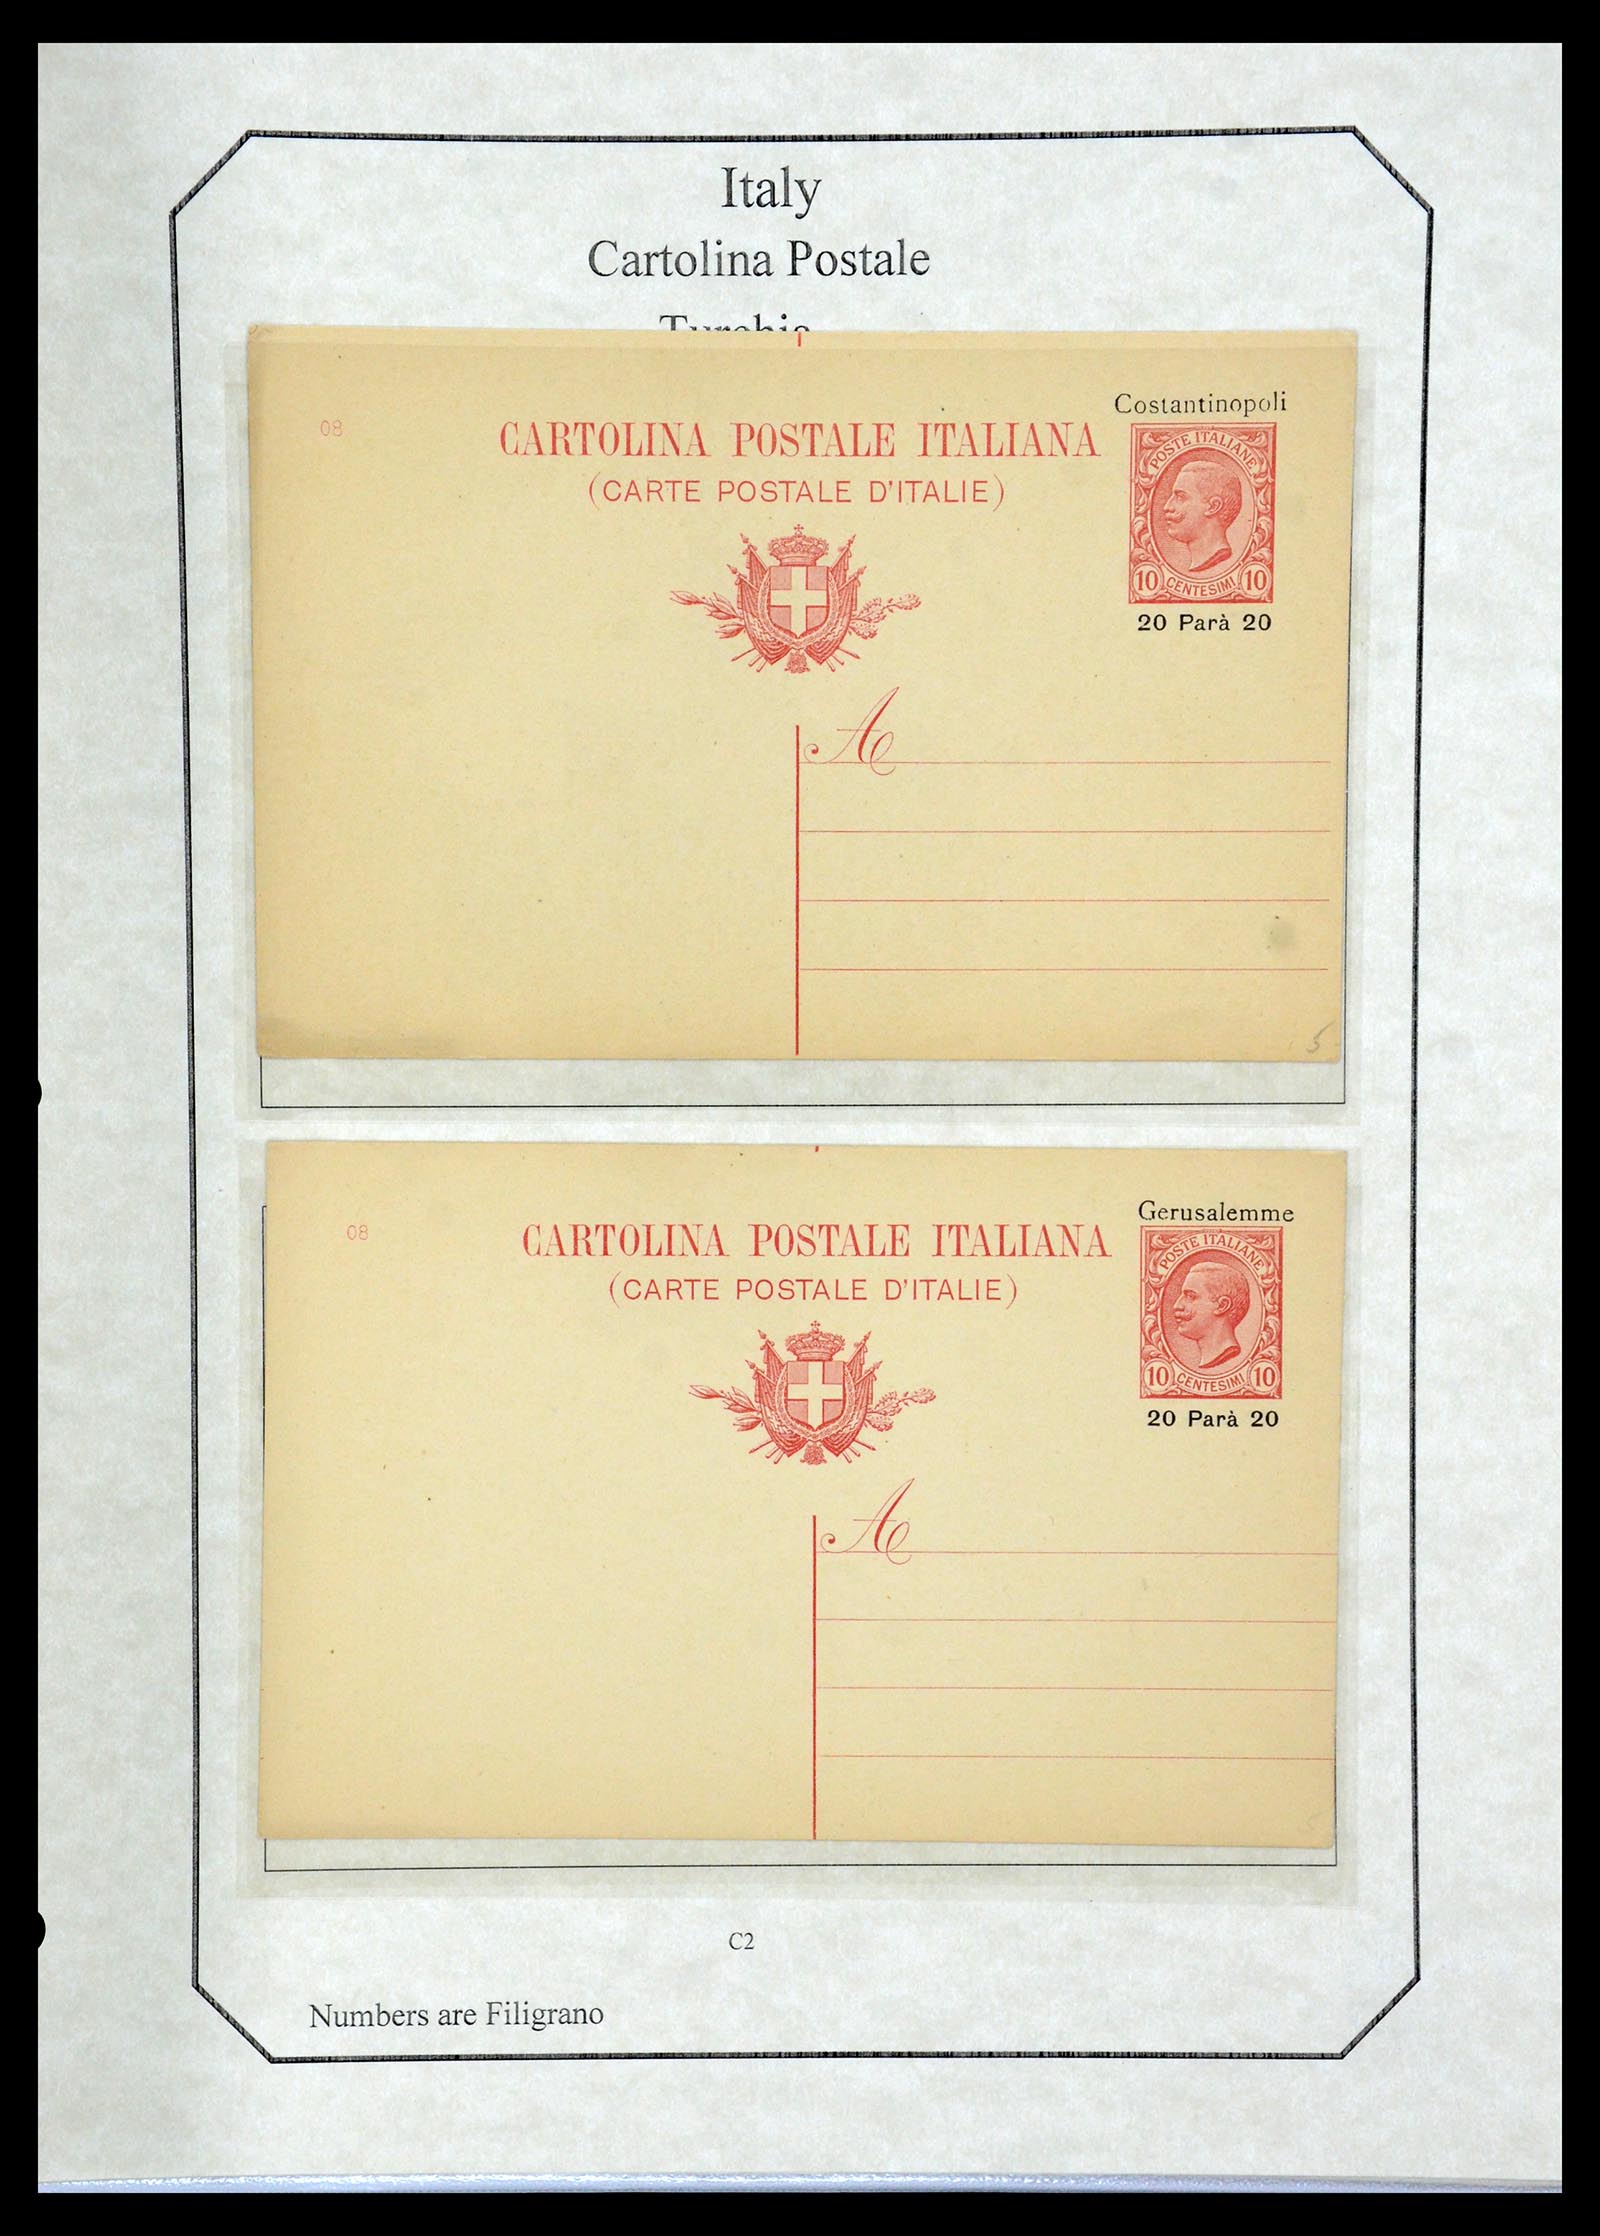 Italy
Cartolina Postale
Turchia
Costantinopoli
08
CARTOLINA POSTALE ITALIANA
(CARTE POSTALE D'ITALIE)
POSTE ITALIANE
10 CENTESIMI 10
20 Parà 20
A
5
Gerusalemme
08
CARTOLINA POSTALE ITALIANA
(CARTE POSTALE D'ITALIE)
POSTE ITALIANE
10 CENTESIMI 10
20 Parà 20
A
C2
Numbers are Filigrano